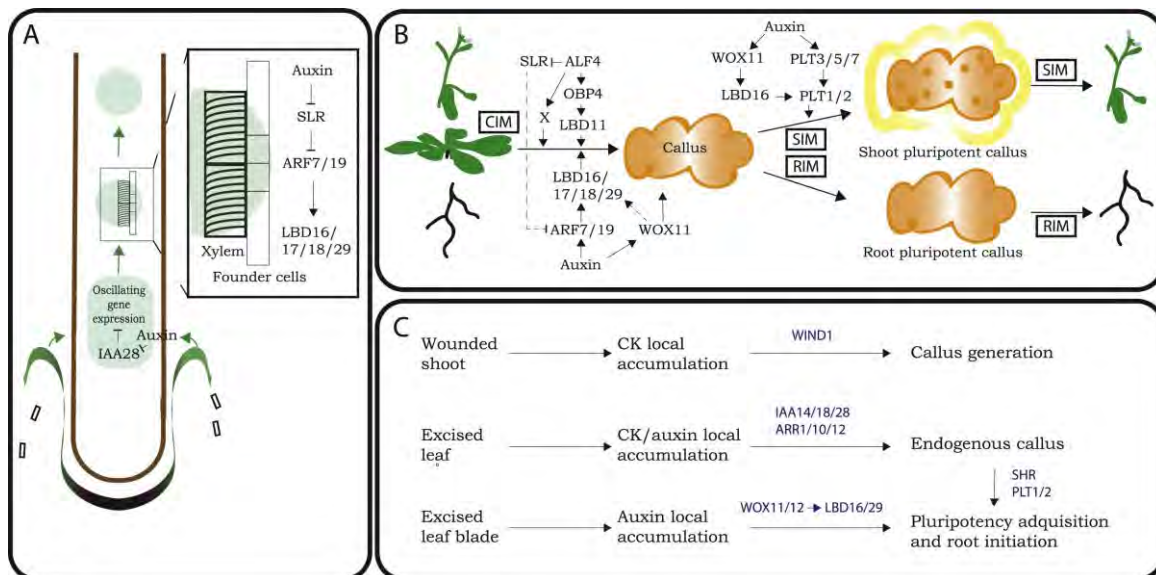 A
Auxin
SLR
ARF7/19
LBD16/
17/18/29
Xylem
Founder cells
Oscillating
gene
expression
Auxin
IAA28
X
B
CIM
SLR
ALF4
OBP4
X
LBD11
LBD16/
17/18/29
ARF7/19
WOX11
Auxin
Callus
Auxin
WOX11
PLT3/5/7
LBD16
PLT1/2
SIM
RIM
Shoot pluripotent callus
SIM
Root pluripotent callus
RIM
C
Wounded
shoot
CK local
accumulation
WIND1
Callus generation
Excised
leaf
CK/auxin local
accumulation
IAA14/18/28
ARR1/10/12
Endogenous callus
SHR
PLT1/2
Excised
leaf blade
Auxin local
accumulation
WOX11/12
LBD16/29
Pluripotency adquisition
and root initiation